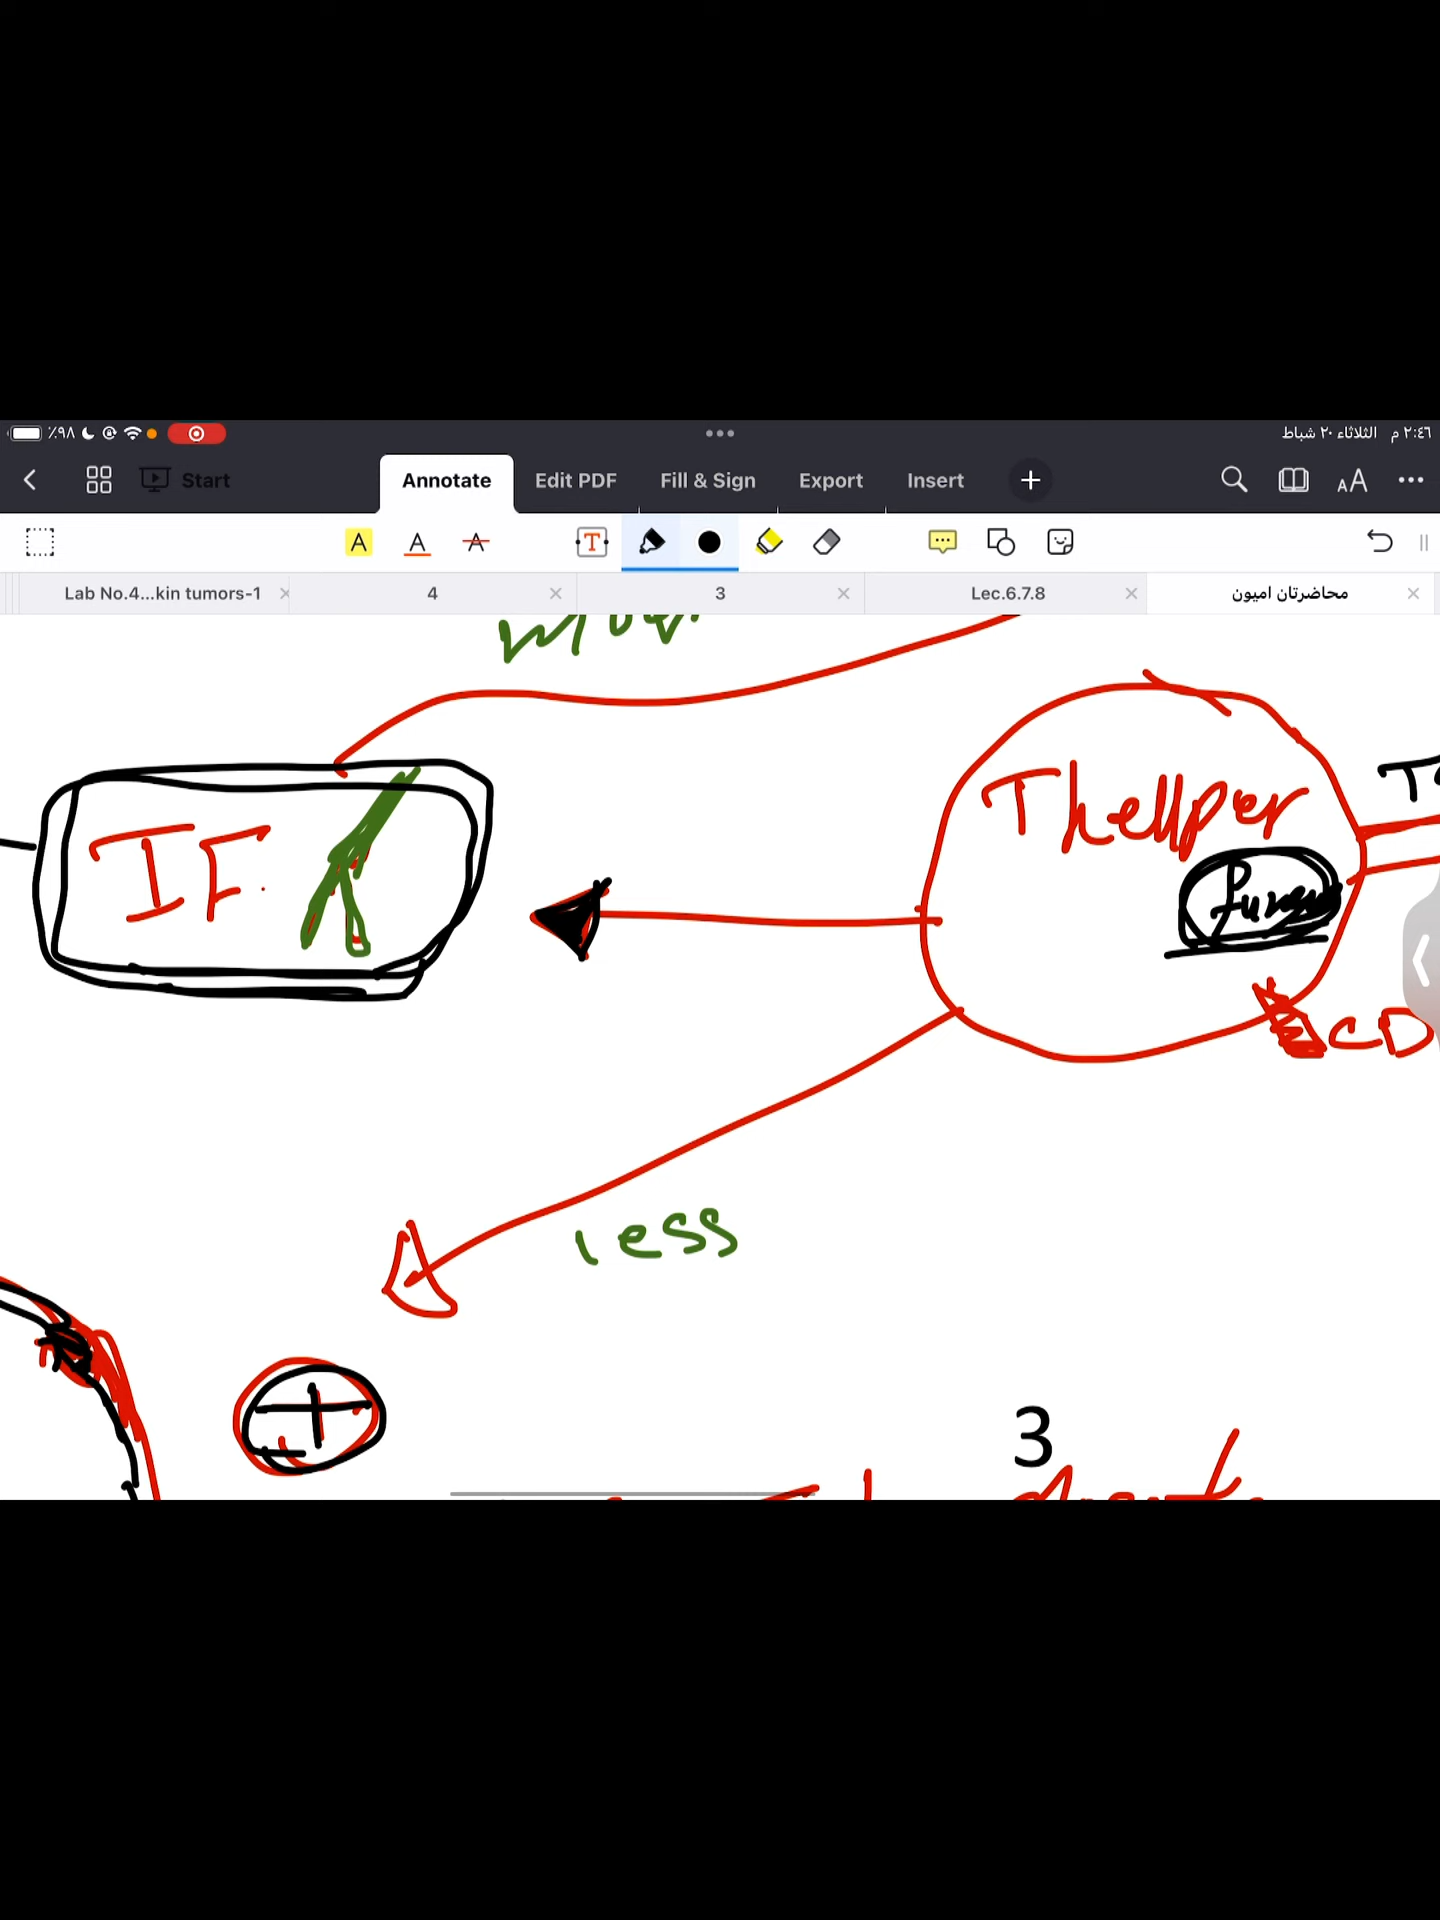 ٪٩٨
٢:٤٦ م الثلاثاء ٢٠ شباط
Start Annotate Edit PDF Fill & Sign Export Insert
Lab No.4...kin tumors-1 4 3 Lec.6.7.8 محاضرتان اميون
IF
Thellper
CD
less
3